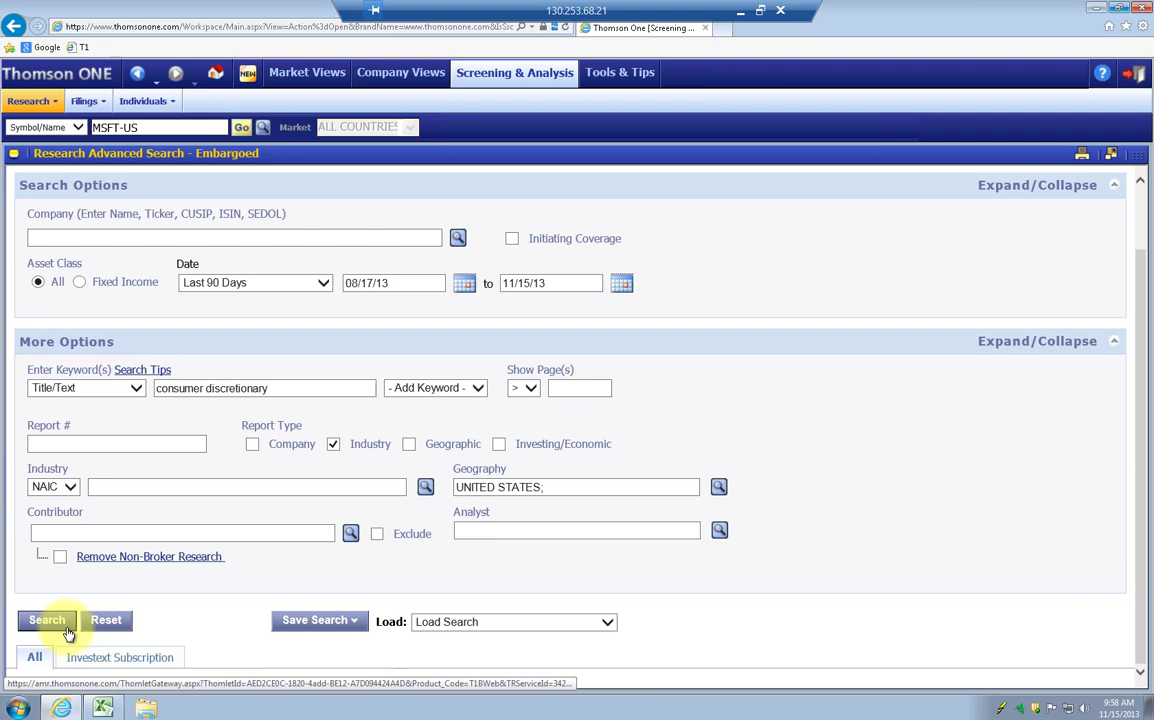 130.253.68.21
https://www.thomsonone.com/Workspace/Main.aspx?View=Action%3dOpen&BrandName=www.thomsonone.com&IsSsc
Thomson One [Screening ...
Google T1
Thomson ONE NEW Market Views Company Views Screening & Analysis Tools & Tips ?
Research Filings Individuals
Symbol/Name MSFT-US Go Market ALL COUNTRIES
Research Advanced Search - Embargoed
Search Options Expand/Collapse
Company (Enter Name, Ticker, CUSIP, ISIN, SEDOL)
Initiating Coverage
Asset Class Date
All Fixed Income Last 90 Days 08/17/13 to 11/15/13
More Options Expand/Collapse
Enter Keyword(s) Search Tips Show Page(s)
Title/Text consumer discretionary - Add Keyword - >
Report # Report Type
Company Industry Geographic Investing/Economic
Industry Geography
NAIC UNITED STATES;
Contributor Analyst
Exclude
Remove Non-Broker Research
Search Reset Save Search Load: Load Search
All Investext Subscription
https://amr.thomsonone.com/ThomletGateway.aspx?ThomletId=AED2CE0C-1820-4add-BE12-A7D094424A4D&Product_Code=T1BWeb&TRServiceId=342...
9:58 AM
11/15/2013